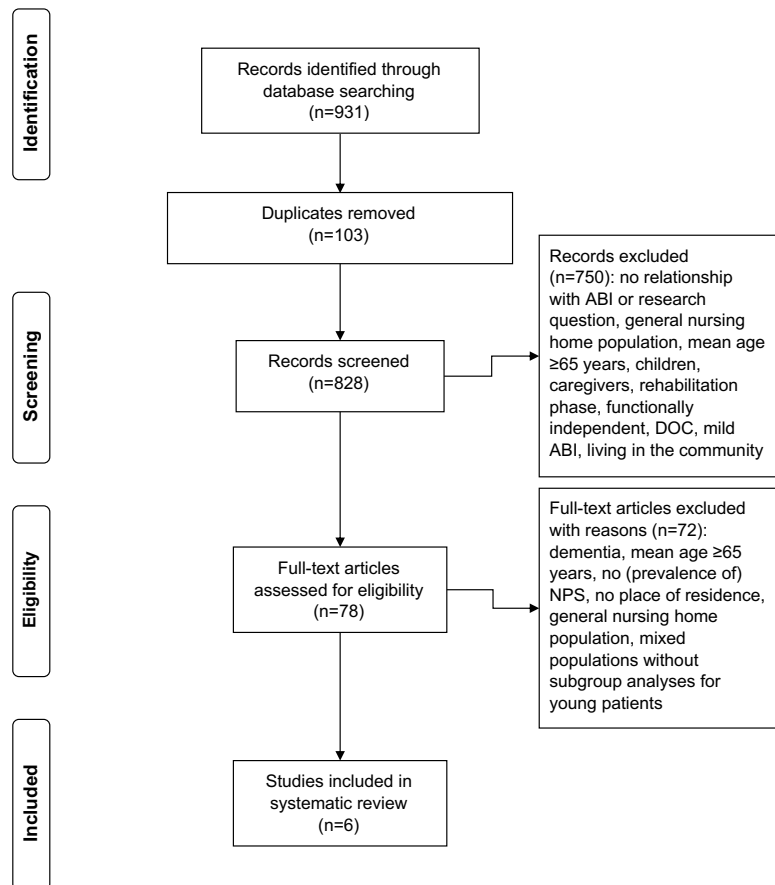 Identification
Records identified through
database searching
(n=931)
Duplicates removed
(n=103)
Screening
Records screened
(n=828)
Records excluded
(n=750): no relationship
with ABI or research
question, general nursing
home population, mean age
≥65 years, children,
caregivers, rehabilitation
phase, functionally
independent, DOC, mild
ABI, living in the community
Eligibility
Full-text articles
assessed for eligibility
(n=78)
Full-text articles excluded
with reasons (n=72):
dementia, mean age ≥65
years, no (prevalence of)
NPS, no place of residence,
general nursing home
population, mixed
populations without
subgroup analyses for
young patients
Included
Studies included in
systematic review
(n=6)